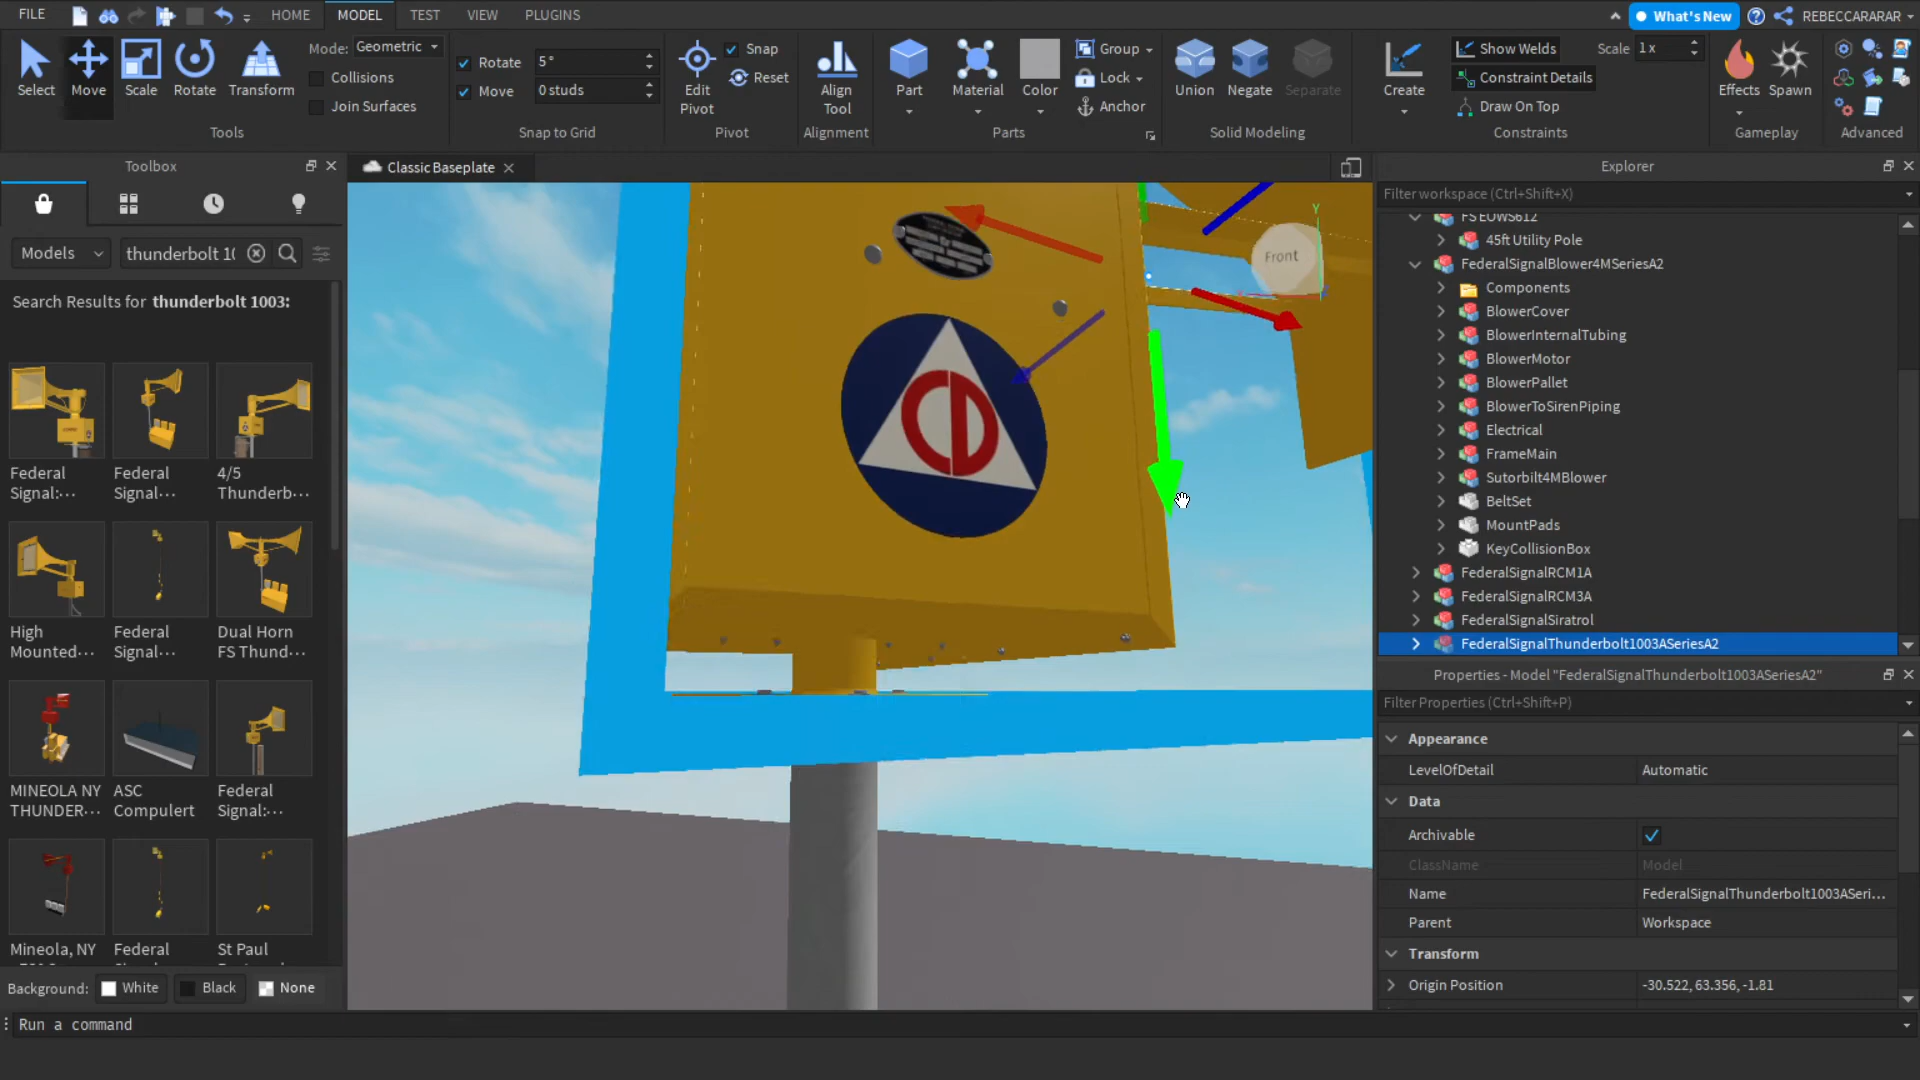 FILE
HOME
MODEL
TEST
VIEW
PLUGINS
What's New
REBECCARARAR
Select
Move
Scale
Rotate
Transform
Mode: Geometric
Collisions
Join Surfaces
Tools
Rotate 5°
Move 0 studs
Snap to Grid
Edit Pivot
Snap
Reset
Pivot
Align Tool
Alignment
Part
Material
Color
Group
Lock
Anchor
Parts
Union
Negate
Separate
Solid Modeling
Create
Show Welds
Scale 1 x
Constraint Details
Draw On Top
Constraints
Effects
Spawn
Gameplay
Advanced
Toolbox
Models
thunderbolt 10
Search Results for thunderbolt 1003:
Federal Signal:...
Federal Signal...
4/5 Thunderb...
High Mounted...
Federal Signal...
Dual Horn FS Thund...
MINEOLA NY THUNDER...
ASC Compulert
Federal Signal:...
Mineola, NY
Federal
St Paul
Background:
White
Black
None
Run a command
Classic Baseplate
CD
Front
Y
Explorer
Filter workspace (Ctrl+Shift+X)
FS EOWS612
45ft Utility Pole
FederalSignalBlower4MSeriesA2
Components
BlowerCover
BlowerInternalTubing
BlowerMotor
BlowerPallet
BlowerToSirenPiping
Electrical
FrameMain
Sutorbilt4MBlower
BeltSet
MountPads
KeyCollisionBox
FederalSignalRCM1A
FederalSignalRCM3A
FederalSignalSiratrol
FederalSignalThunderbolt1003ASeriesA2
Properties - Model "FederalSignalThunderbolt1003ASeriesA2"
Filter Properties (Ctrl+Shift+P)
Appearance
LevelOfDetail Automatic
Data
Archivable
ClassName Model
Name FederalSignalThunderbolt1003ASeri...
Parent Workspace
Transform
Origin Position -30.522, 63.356, -1.81